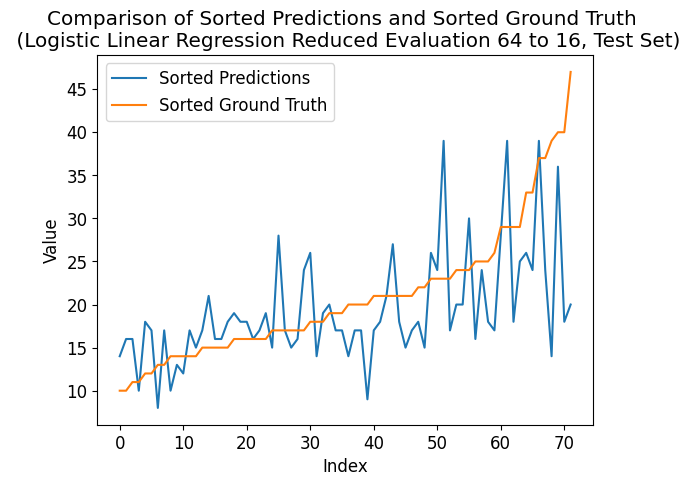 Comparison of Sorted Predictions and Sorted Ground Truth
(Logistic Linear Regression Reduced Evaluation 64 to 16, Test Set)
Sorted Predictions
Sorted Ground Truth
45
40
35
30
25
20
15
10
Value
0 10 20 30 40 50 60 70
Index